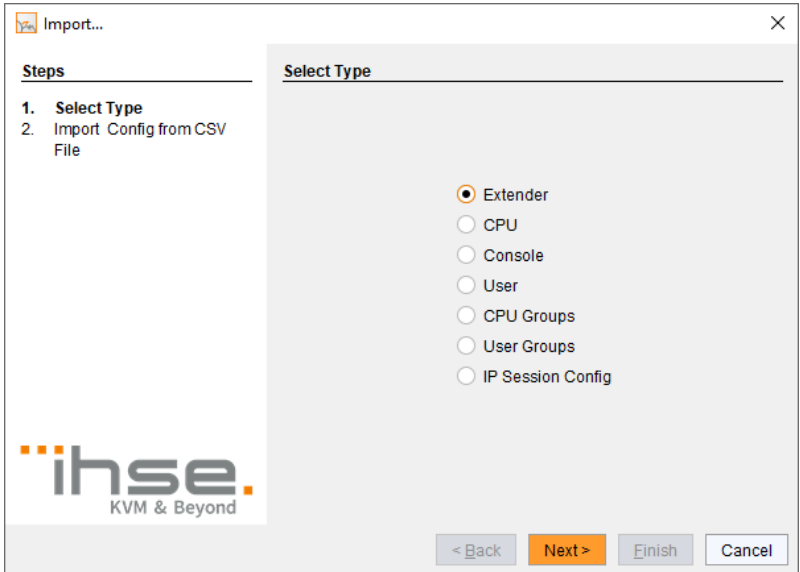 Import...
Steps
1. Select Type
2. Import Config from CSV
File
Select Type
Extender
CPU
Console
User
CPU Groups
User Groups
IP Session Config
ihse.
KVM & Beyond
< Back
Next >
Finish
Cancel